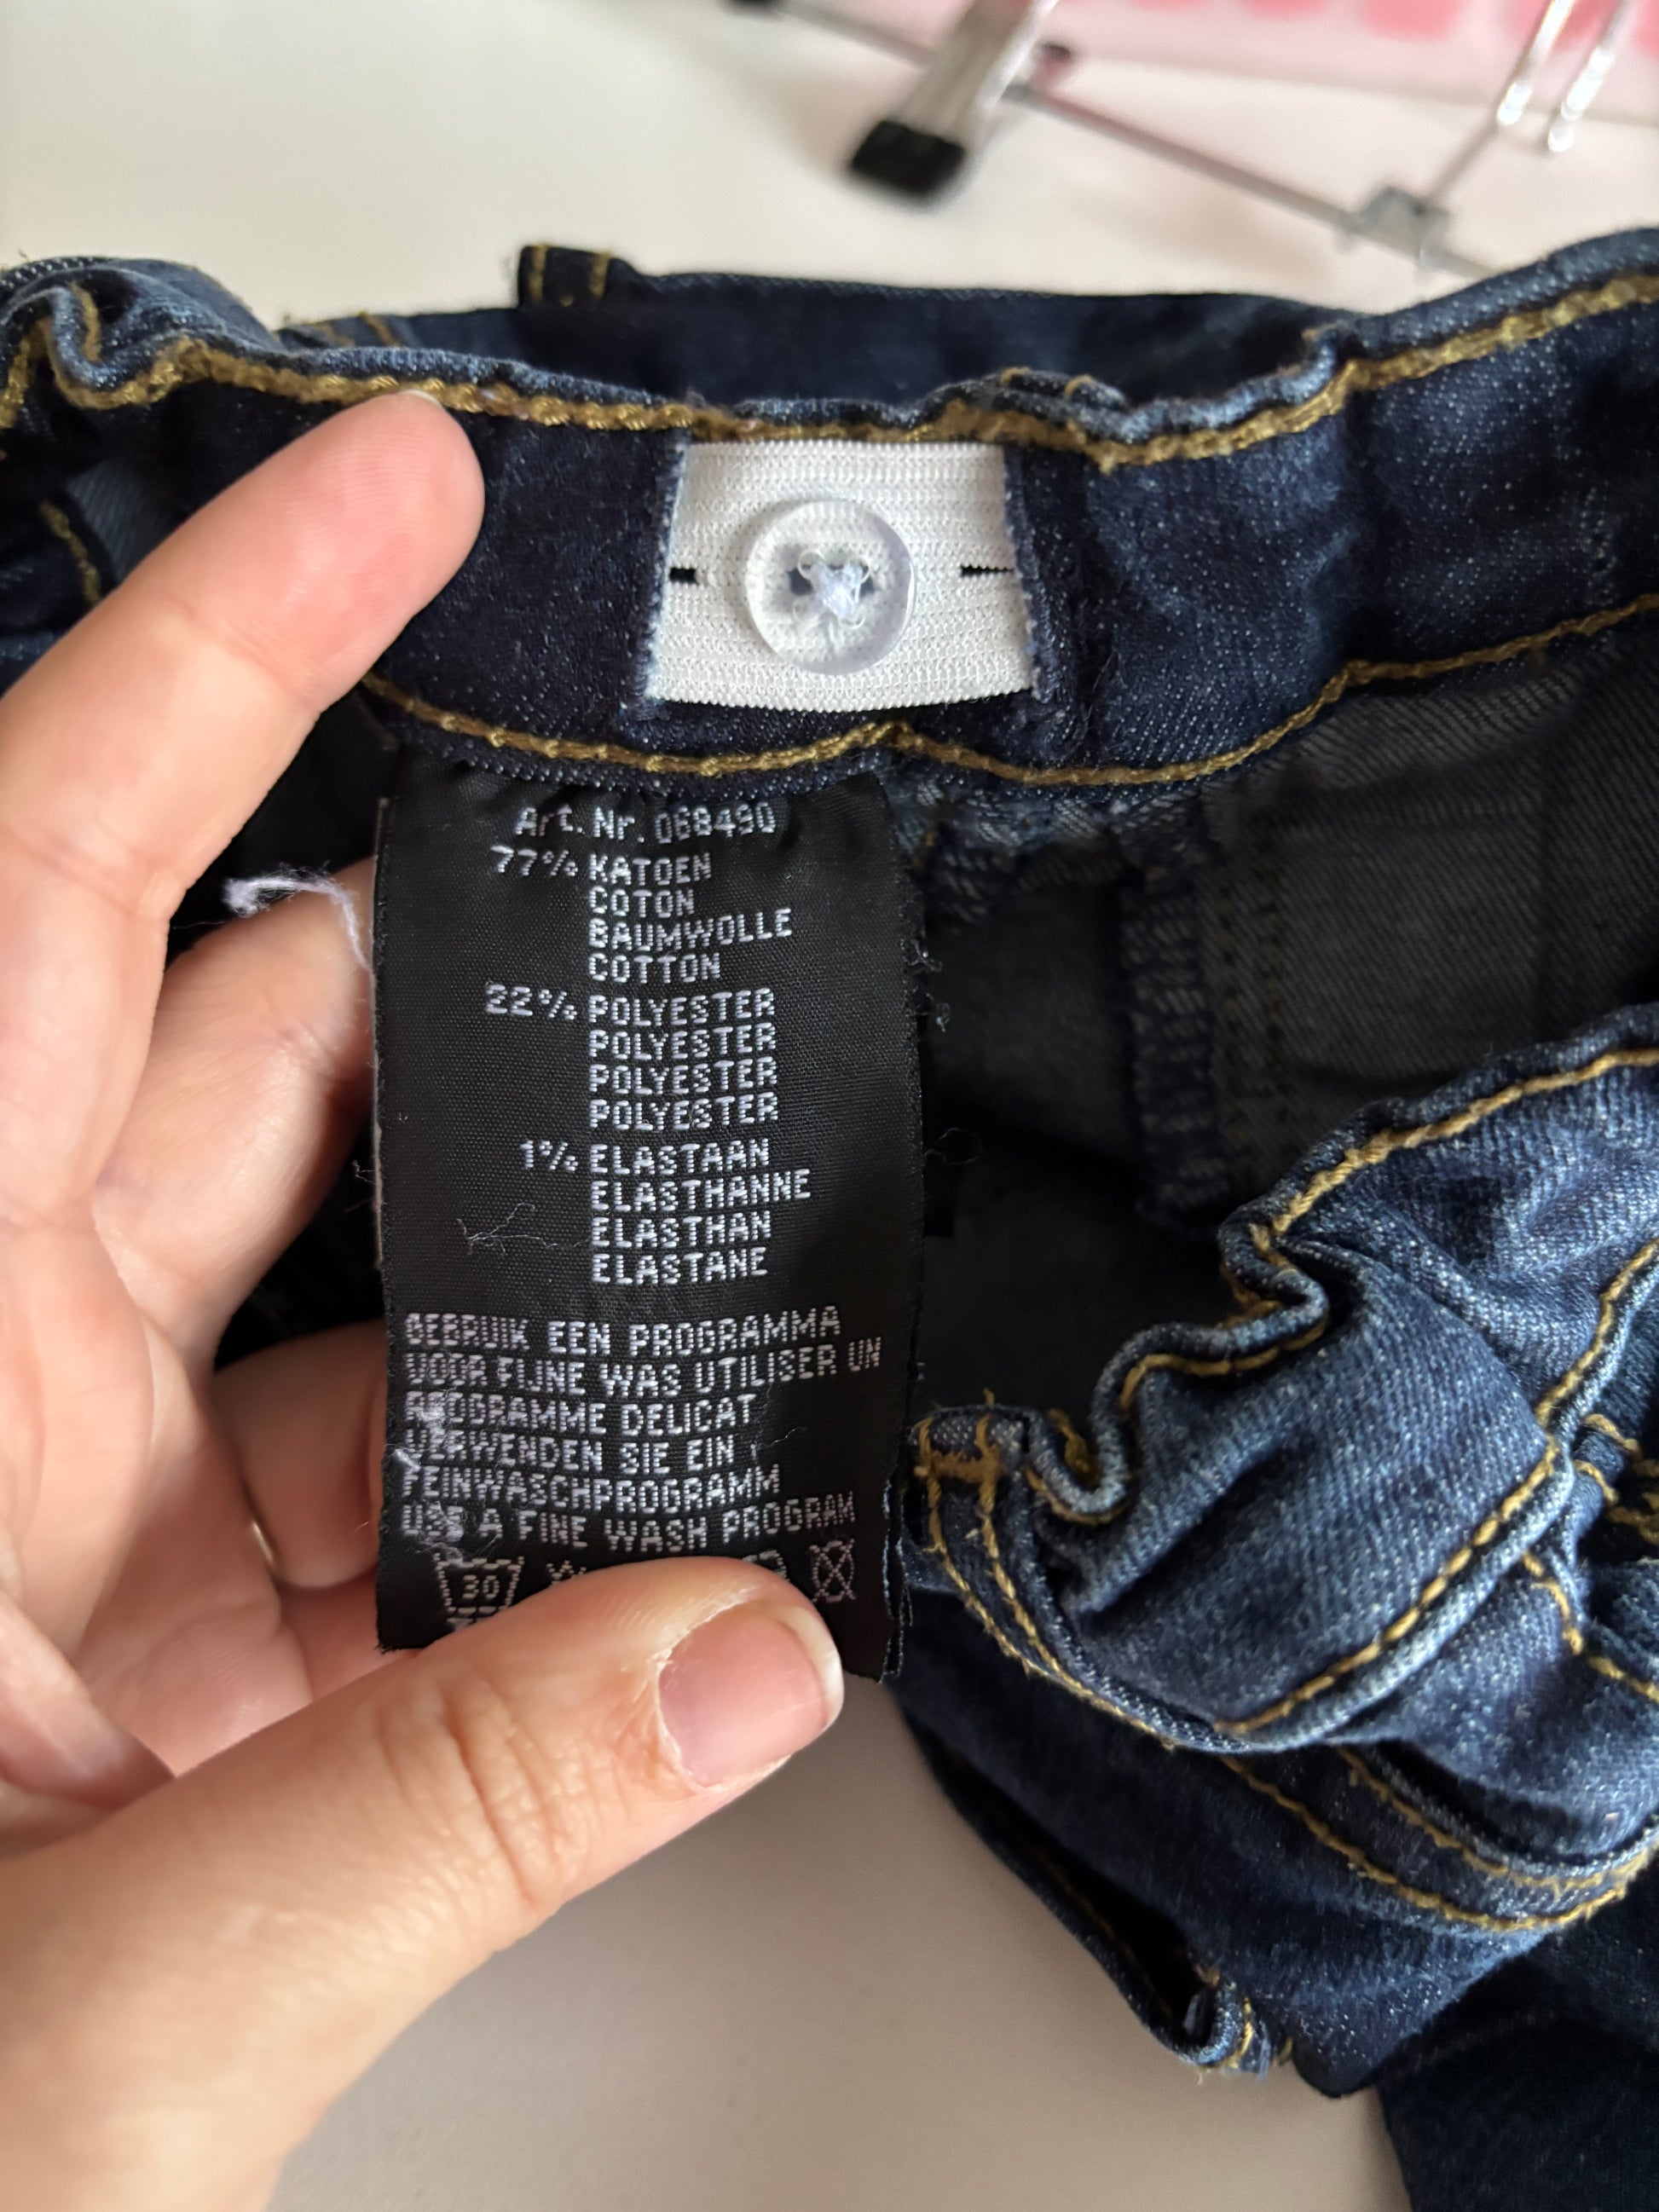 Art. Nr. 068490
77% KATOEN
COTON
BAUMWOLLE
COTTON
22% POLYESTER
POLYESTER
POLYESTER
POLYESTER
1% ELASTAAN
ELASTHANNE
ELASTHAN
ELASTANE
GEBRUIK EEN PROGRAMMA
VOOR FIJNE WAS UTILISER UN
PROGRAMME DELICAT
VERWENDEN SIE EIN
FEINWASCHPROGRAMM
USE A FINE WASH PROGRAM
30